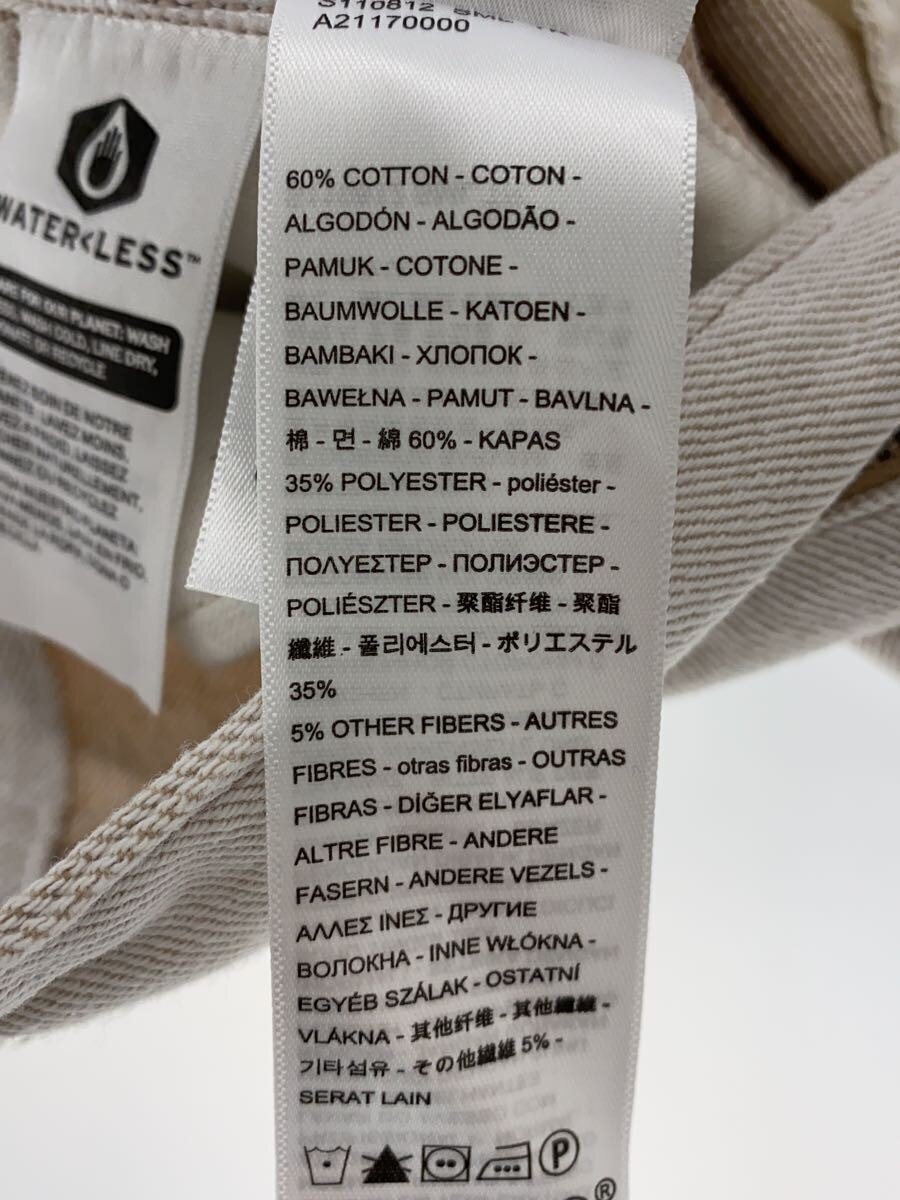 A21170000
WATER<LESS™
60% COTTON - COTON -
ALGODÓN - ALGODÃO -
PAMUK - COTONE -
BAUMWOLLE - KATOEN -
BAMBAKI - ХЛОПОК -
BAWEŁNA - PAMUT - BAVLNA -
棉 - 면 - 綿 60% - KAPAS
35% POLYESTER - poliéster -
POLIESTER - POLIESTERE -
ΠΟΛΥΕΣΤΕΡ - ПОЛИЭСТЕР -
POLIÉSZTER - 聚酯纤维 - 聚酯
纖維 - 폴리에스터 - ポリエステル
35%
5% OTHER FIBERS - AUTRES
FIBRES - otras fibras - OUTRAS
FIBRAS - DİĞER ELYAFLAR -
ALTRE FIBRE - ANDERE
FASERN - ANDERE VEZELS -
ΑΛΛΕΣ ΙΝΕΣ - ДРУГИЕ
ВОЛОКНА - INNE WŁÓKNA -
EGYÉB SZÁLAK - OSTATNÍ
VLÁKNA - 其他纤维 - 其他纖維 -
기타섬유 - その他繊維 5% -
SERAT LAIN
P
®